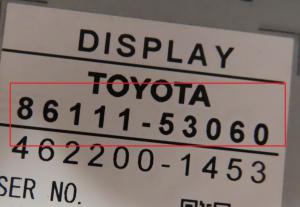 DISPLAY
TOYOTA
86111-53060
462200-1453
SER NO.